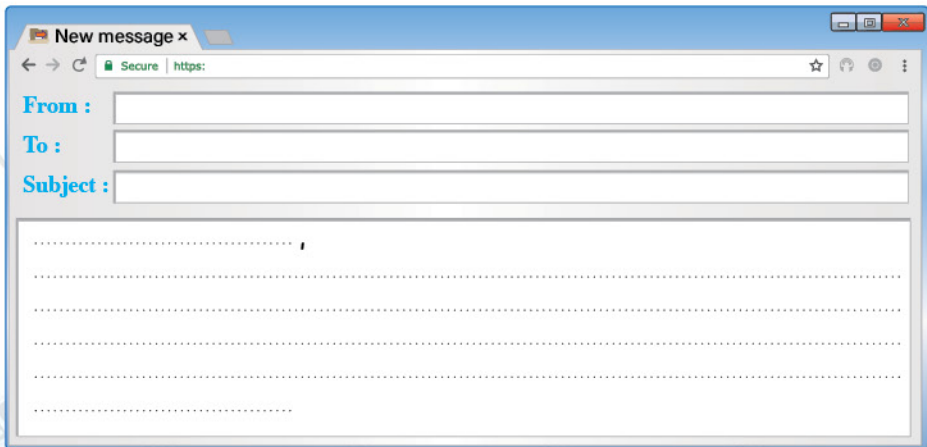 New message ×
Secure | https:
From :
To :
Subject :
........................................ ,
........................................................................................................................................
........................................................................................................................................
........................................................................................................................................
........................................................................................................................................
........................................